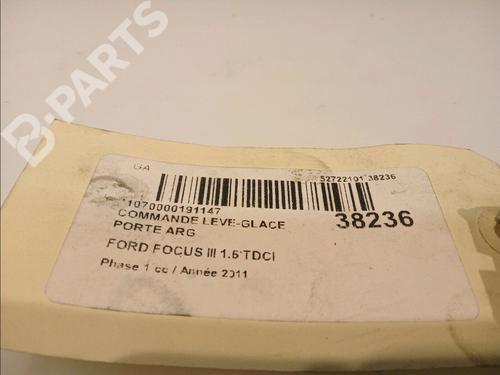 B-PARTS
GA
52722101 38236
1070000191147
COMMANDE LEVE-GLACE
38236
PORTE ARG
FORD FOCUS III 1.6 TDCI
Phase 1 cc / Année 2011